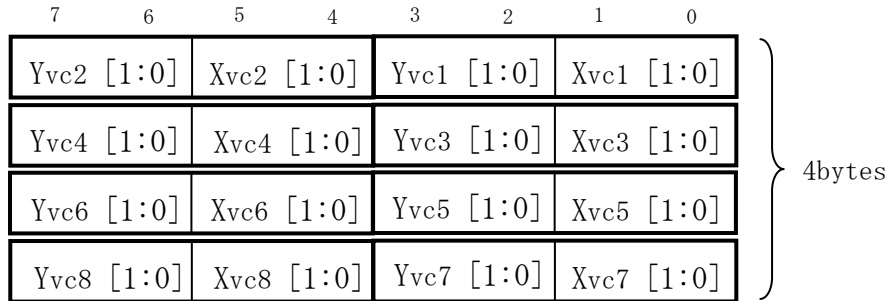 7 6 5 4 3 2 1 0
Yvc2 [1:0] Xvc2 [1:0] Yvc1 [1:0] Xvc1 [1:0]
Yvc4 [1:0] Xvc4 [1:0] Yvc3 [1:0] Xvc3 [1:0]
4bytes
Yvc6 [1:0] Xvc6 [1:0] Yvc5 [1:0] Xvc5 [1:0]
Yvc8 [1:0] Xvc8 [1:0] Yvc7 [1:0] Xvc7 [1:0]